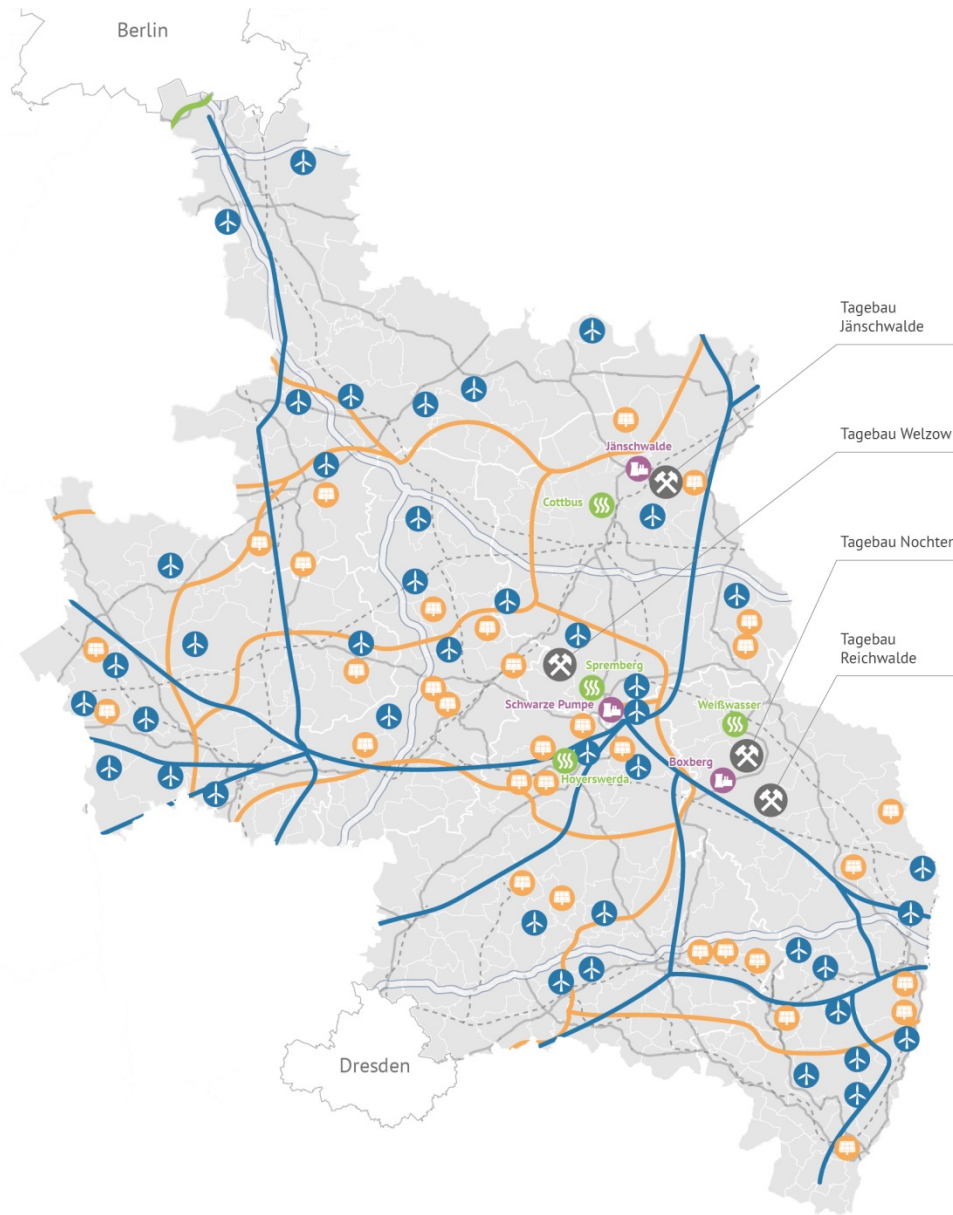 Berlin
Tagebau
Jänschwalde
Jänschwalde
Tagebau Welzow
Cottbus
Tagebau Nochten
Tagebau
Reichwalde
Spremberg
Schwarze Pumpe
Weißwasser
Boxberg
Hoyerswerda
Dresden